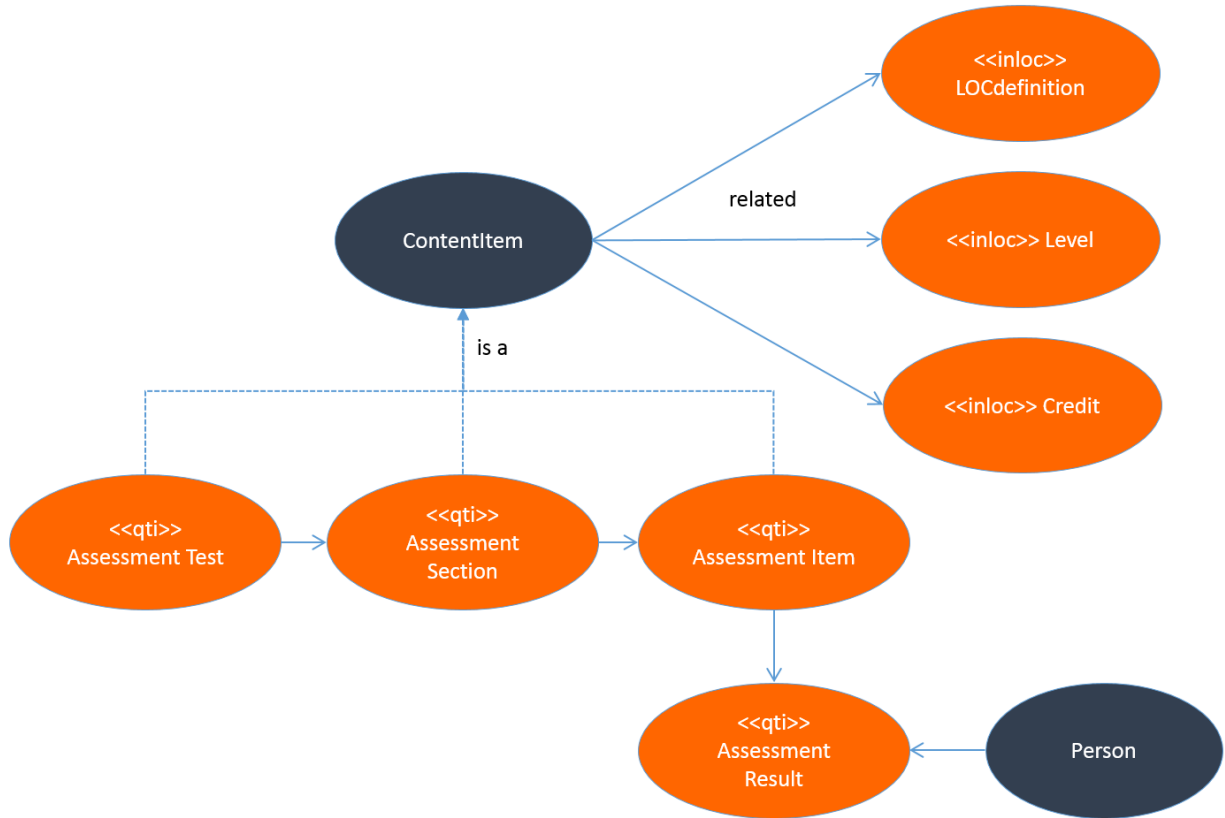 <<inloc>>
LOCdefinition
related
ContentItem
<<inloc>> Level
is a
<<inloc>> Credit
<<qti>>
Assessment Test
<<qti>>
Assessment
Section
<<qti>>
Assessment Item
<<qti>>
Assessment
Result
Person